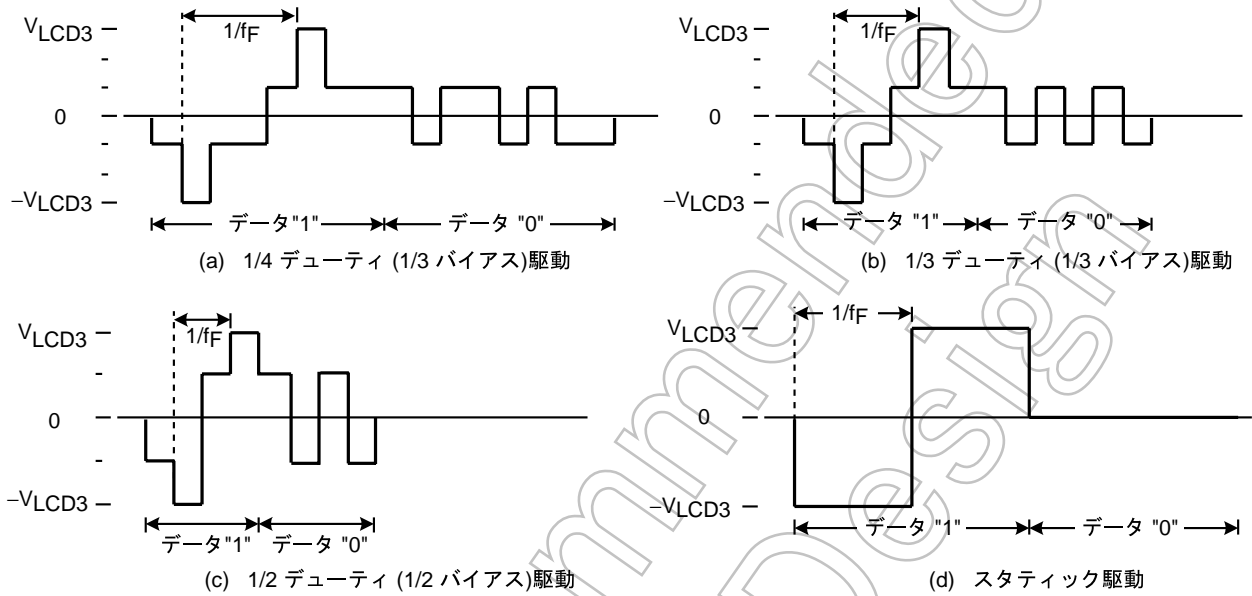 VLCD3
1/fF
0
−VLCD3
データ"1"
データ "0"
(a) 1/4 デューティ (1/3 バイアス)駆動
VLCD3
1/fF
0
−VLCD3
データ "1"
データ "0"
(b) 1/3 デューティ (1/3 バイアス)駆動
VLCD3
1/fF
0
−VLCD3
データ"1"
データ "0"
(c) 1/2 デューティ (1/2 バイアス)駆動
VLCD3
1/fF
0
−VLCD3
データ "1"
データ "0"
(d) スタティック駆動
mmended
Design